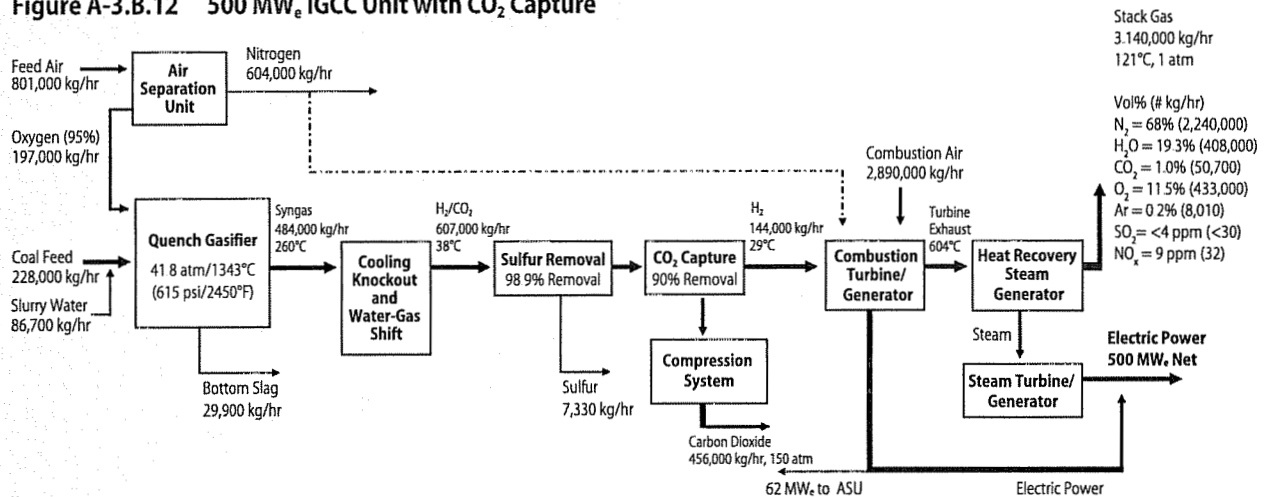 Figure A-3.B.12 500 MWe IGCC Unit with CO2 Capture
Stack Gas
3.140,000 kg/hr
121°C, 1 atm
Vol% (# kg/hr)
N2 = 68% (2,240,000)
H2O = 19.3% (408,000)
CO2 = 1.0% (50,700)
O2 = 11.5% (433,000)
Ar = 0 2% (8,010)
SO2= <4 ppm (<30)
NOx = 9 ppm (32)
Feed Air
801,000 kg/hr
Air
Separation
Unit
Nitrogen
604,000 kg/hr
Oxygen (95%)
197,000 kg/hr
Combustion Air
2,890,000 kg/hr
Coal Feed
228,000 kg/hr
Slurry Water
86,700 kg/hr
Quench Gasifier
41 8 atm/1343°C
(615 psi/2450°F)
Syngas
484,000 kg/hr
260°C
Cooling
Knockout
and
Water-Gas
Shift
H2/CO2
607,000 kg/hr
38°C
Sulfur Removal
98 9% Removal
CO2 Capture
90% Removal
H2
144,000 kg/hr
29°C
Combustion
Turbine/
Generator
Turbine
Exhaust
604°C
Heat Recovery
Steam
Generator
Bottom Slag
29,900 kg/hr
Sulfur
7,330 kg/hr
Compression
System
Carbon Dioxide
456,000 kg/hr, 150 atm
Steam
Steam Turbine/
Generator
Electric Power
500 MWe Net
62 MWe to ASU
Electric Power